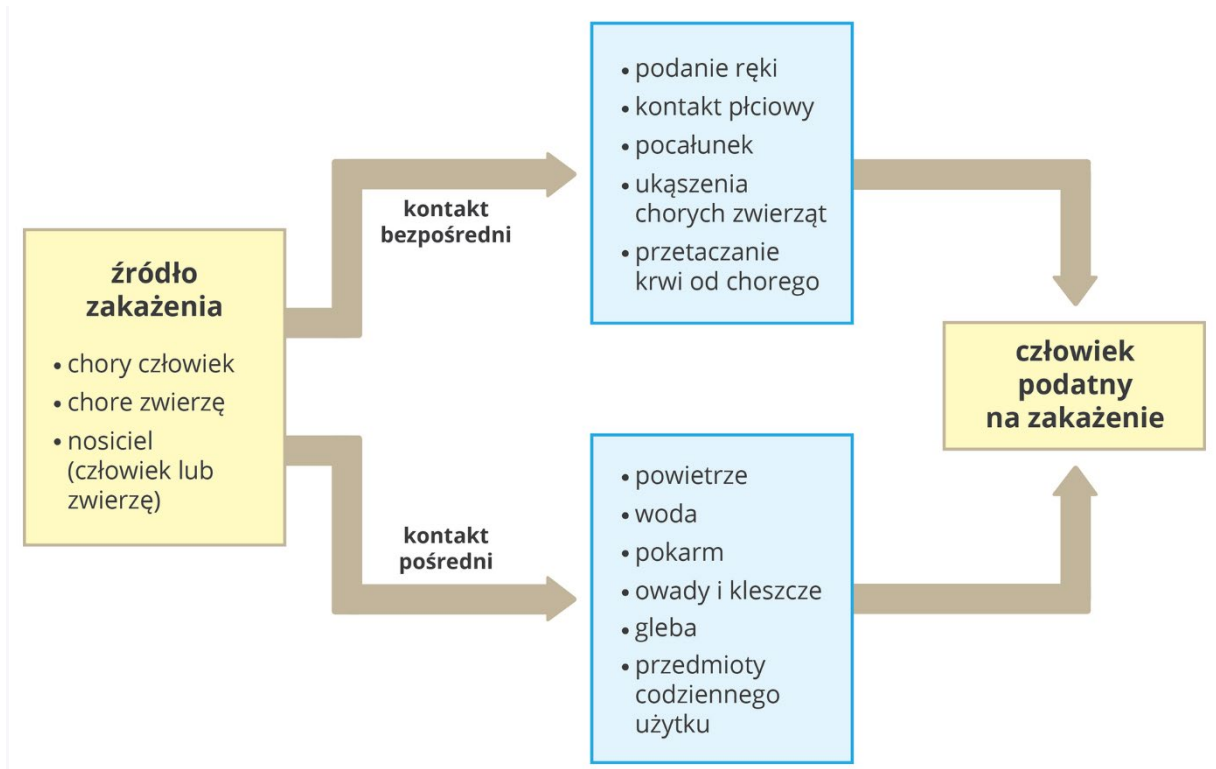 źródło
zakażenia
• chory człowiek
• chore zwierzę
• nosiciel
(człowiek lub
zwierzę)
kontakt
bezpośredni
• podanie ręki
• kontakt płciowy
• pocałunek
• ukąszenia
chorych zwierząt
• przetaczanie
krwi od chorego
kontakt
pośredni
• powietrze
• woda
• pokarm
• owady i kleszcze
• gleba
• przedmioty
codziennego
użytku
człowiek
podatny
na zakażenie